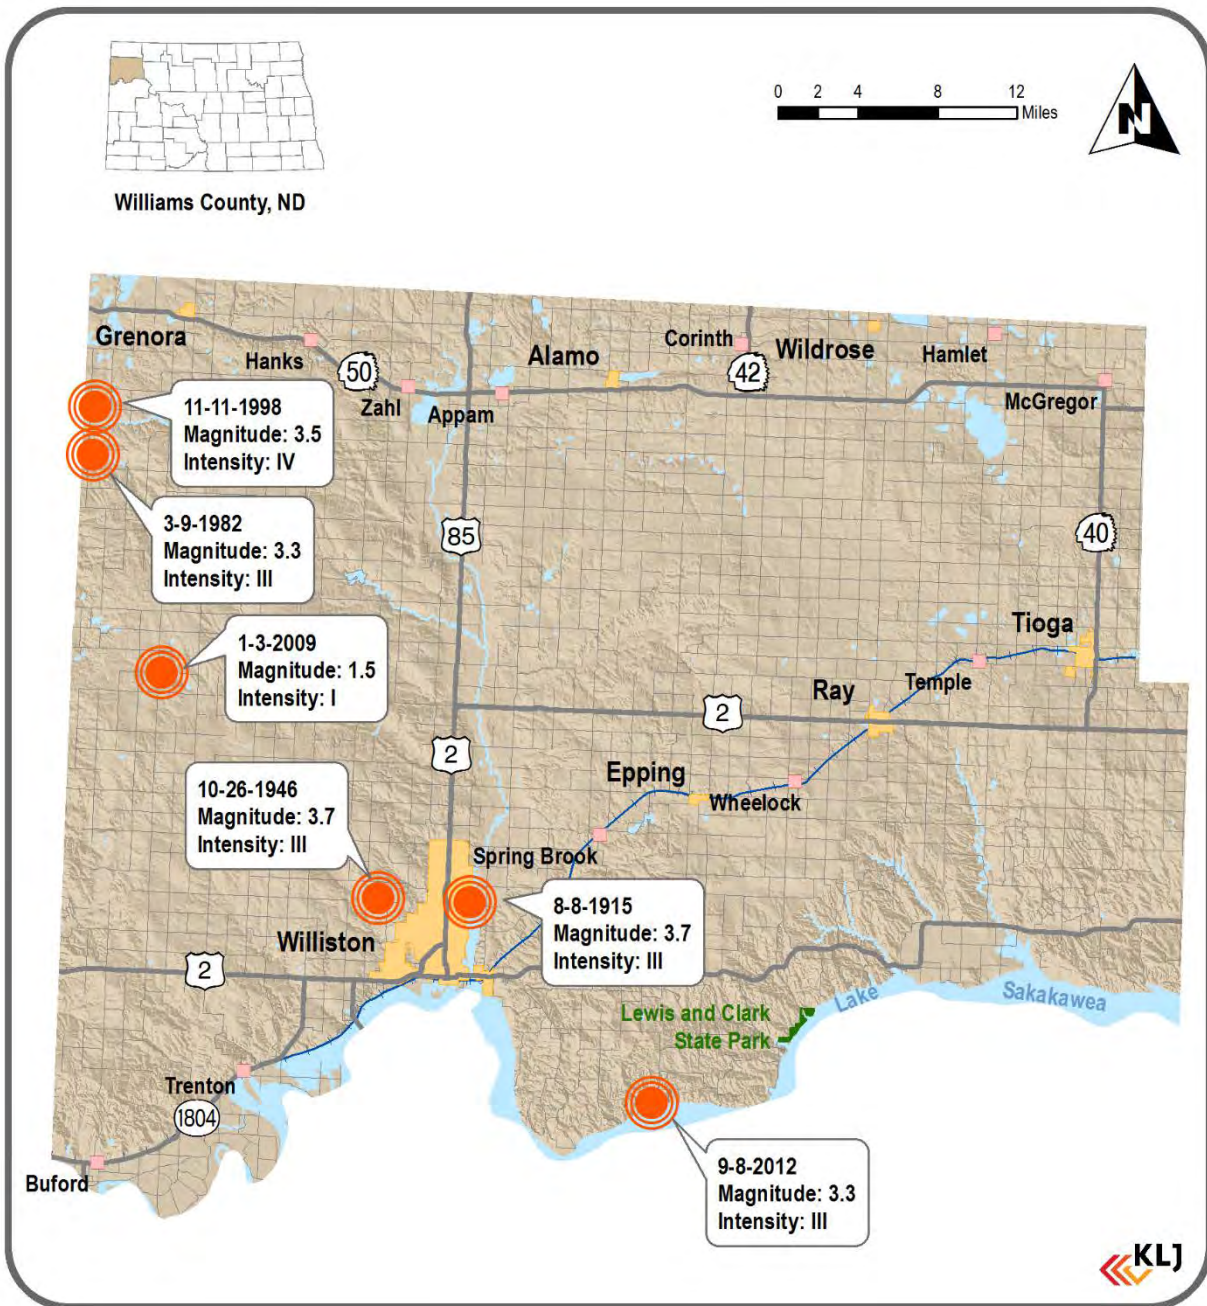 0 2 4 8 12
Miles
N
Williams County, ND
Grenora
Hanks
50
Zahl
Appam
Alamo
Corinth
42
Wildrose
Hamlet
McGregor
11-11-1998
Magnitude: 3.5
Intensity: IV
3-9-1982
Magnitude: 3.3
Intensity: III
85
40
1-3-2009
Magnitude: 1.5
Intensity: I
Tioga
Temple
Ray
2
2
Epping
Wheelock
10-26-1946
Magnitude: 3.7
Intensity: III
Spring Brook
8-8-1915
Magnitude: 3.7
Intensity: III
Williston
2
Lewis and Clark
State Park
Lake Sakakawea
Trenton
1804
Buford
9-8-2012
Magnitude: 3.3
Intensity: III
KLJ